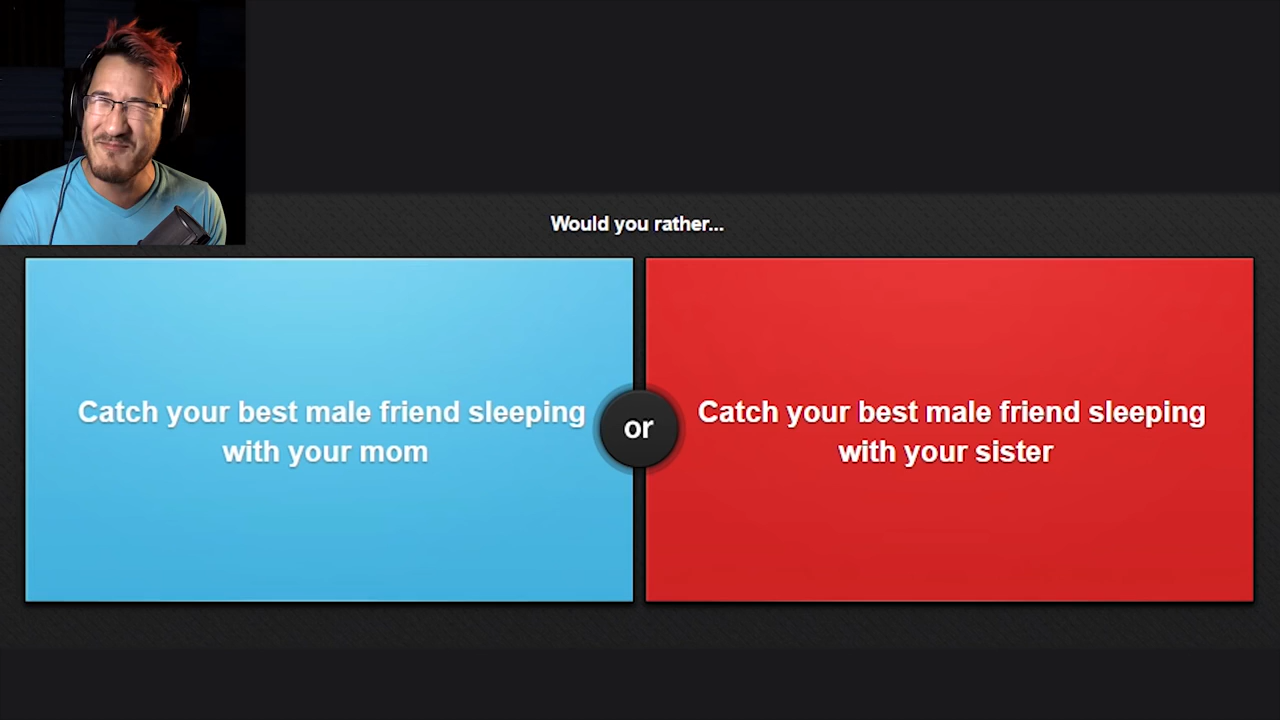 Would you rather...
Catch your best male friend sleeping
with your mom
or
Catch your best male friend sleeping
with your sister